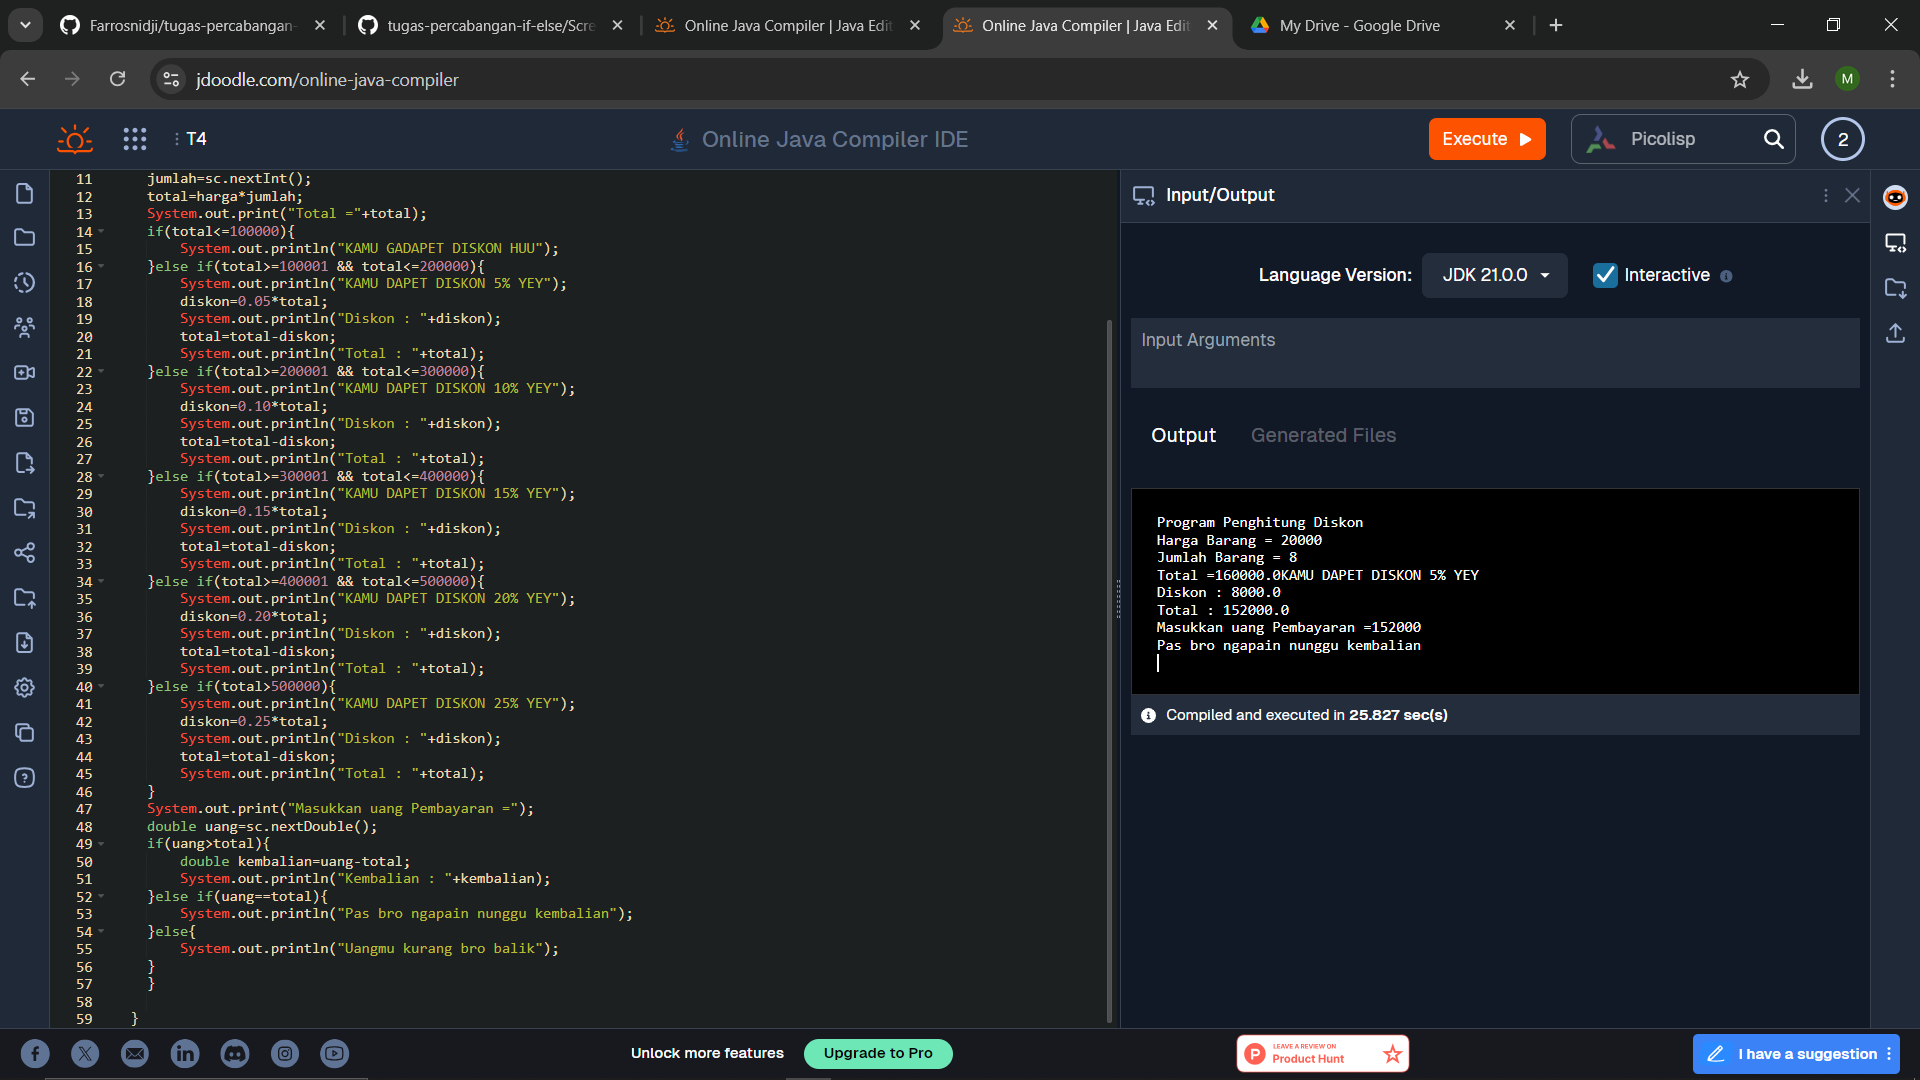 Farrosnidji/tugas-percabangan-
tugas-percabangan-if-else/Scre
Online Java Compiler | Java Edit
Online Java Compiler | Java Edit
My Drive - Google Drive
jdoodle.com/online-java-compiler
M
T4
Online Java Compiler IDE
Execute
Picolisp
2
11 jumlah=sc.nextInt();
12 total=harga*jumlah;
13 System.out.print("Total ="+total);
14 if(total<=100000){
15 System.out.println("KAMU GADAPET DISKON HUU");
16 }else if(total>=100001 && total<=200000){
17 System.out.println("KAMU DAPET DISKON 5% YEY");
18 diskon=0.05*total;
19 System.out.println("Diskon : "+diskon);
20 total=total-diskon;
21 System.out.println("Total : "+total);
22 }else if(total>=200001 && total<=300000){
23 System.out.println("KAMU DAPET DISKON 10% YEY");
24 diskon=0.10*total;
25 System.out.println("Diskon : "+diskon);
26 total=total-diskon;
27 System.out.println("Total : "+total);
28 }else if(total>=300001 && total<=400000){
29 System.out.println("KAMU DAPET DISKON 15% YEY");
30 diskon=0.15*total;
31 System.out.println("Diskon : "+diskon);
32 total=total-diskon;
33 System.out.println("Total : "+total);
34 }else if(total>=400001 && total<=500000){
35 System.out.println("KAMU DAPET DISKON 20% YEY");
36 diskon=0.20*total;
37 System.out.println("Diskon : "+diskon);
38 total=total-diskon;
39 System.out.println("Total : "+total);
40 }else if(total>500000){
41 System.out.println("KAMU DAPET DISKON 25% YEY");
42 diskon=0.25*total;
43 System.out.println("Diskon : "+diskon);
44 total=total-diskon;
45 System.out.println("Total : "+total);
46 }
47 System.out.print("Masukkan uang Pembayaran =");
48 double uang=sc.nextDouble();
49 if(uang>total){
50 double kembalian=uang-total;
51 System.out.println("Kembalian : "+kembalian);
52 }else if(uang==total){
53 System.out.println("Pas bro ngapain nunggu kembalian");
54 }else{
55 System.out.println("Uangmu kurang bro balik");
56 }
57 }
58
59 }
Input/Output
Language Version: JDK 21.0.0 Interactive
Input Arguments
Output Generated Files
Program Penghitung Diskon
Harga Barang = 20000
Jumlah Barang = 8
Total =160000.0KAMU DAPET DISKON 5% YEY
Diskon : 8000.0
Total : 152000.0
Masukkan uang Pembayaran =152000
Pas bro ngapain nunggu kembalian
Compiled and executed in 25.827 sec(s)
Unlock more features Upgrade to Pro
LEAVE A REVIEW ON
Product Hunt
I have a suggestion